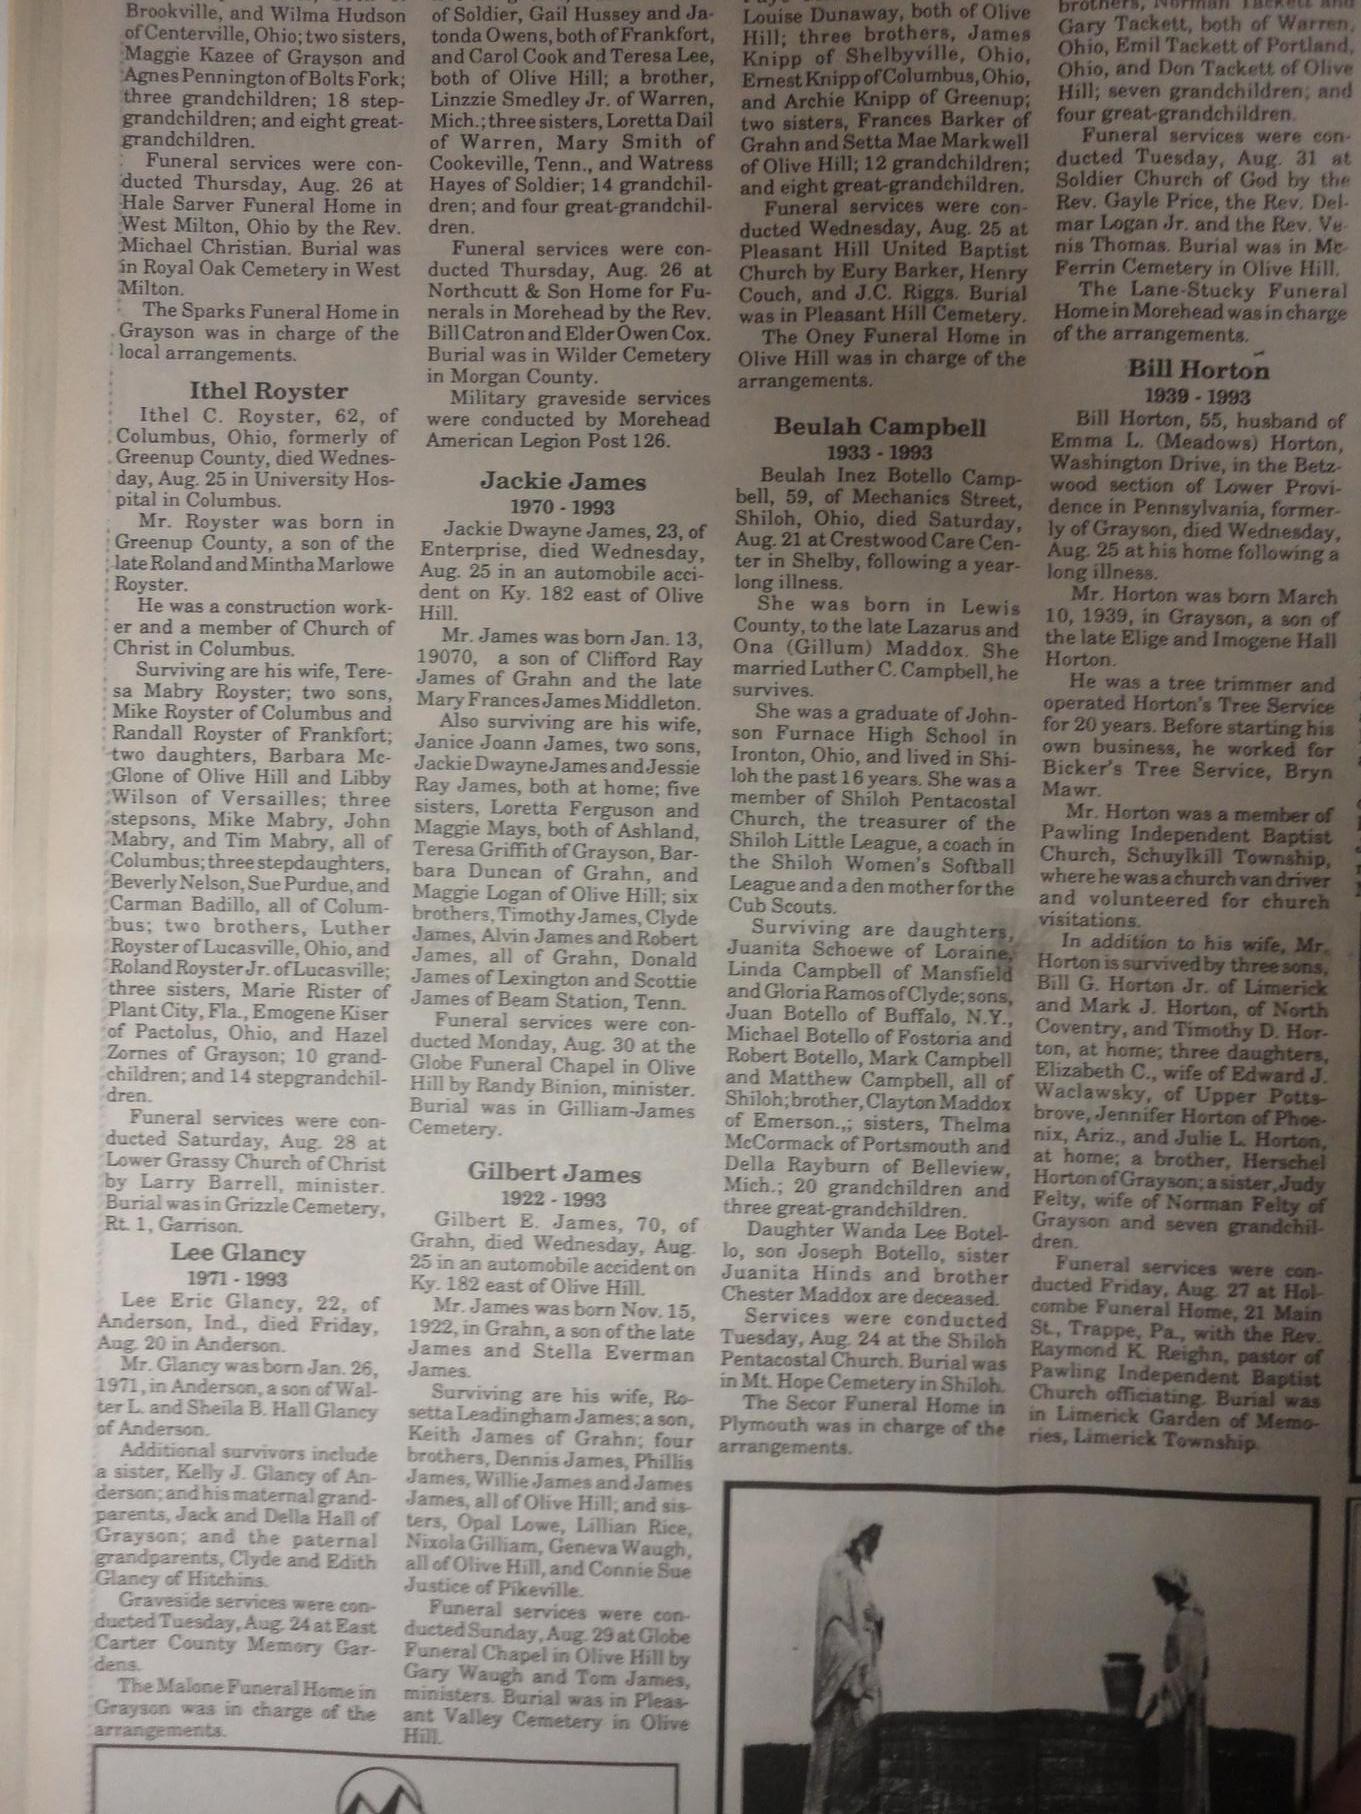 Brookville, and Wilma Hudson
of Centerville, Ohio; two sisters,
Maggie Kazee of Grayson and
Agnes Pennington of Bolts Fork;
three grandchildren; 18 step-
grandchildren; and eight great-
grandchildren.
Funeral services were con-
ducted Thursday, Aug. 26 at
Hale Sarver Funeral Home in
West Milton, Ohio by the Rev.
Michael Christian. Burial was
in Royal Oak Cemetery in West
Milton.
The Sparks Funeral Home in
Grayson was in charge of the
local arrangements.
Ithel Royster
Ithel C. Royster, 62, of
Columbus, Ohio, formerly of
Greenup County, died Wednes-
day, Aug. 25 in University Hos-
pital in Columbus.
Mr. Royster was born in
Greenup County, a son of the
late Roland and Mintha Marlowe
Royster.
He was a construction work-
er and a member of Church of
Christ in Columbus.
Surviving are his wife, Tere-
sa Mabry Royster; two sons,
Mike Royster of Columbus and
Randall Royster of Frankfort;
two daughters, Barbara Mc-
Glone of Olive Hill and Libby
Wilson of Versailles; three
stepsons, Mike Mabry, John
Mabry, and Tim Mabry, all of
Columbus; three stepdaughters,
Beverly Nelson, Sue Purdue, and
Carman Badillo, all of Colum-
bus; two brothers, Luther
Royster of Lucasville, Ohio, and
Roland Royster Jr. of Lucasville;
three sisters, Marie Rister of
Plant City, Fla., Emogene Kiser
of Pactolus, Ohio, and Hazel
Zornes of Grayson; 10 grand-
children; and 14 stepgrandchil-
dren.
Funeral services were con-
ducted Saturday, Aug. 28 at
Lower Grassy Church of Christ
by Larry Barrell, minister.
Burial was in Grizzle Cemetery,
Rt. 1, Garrison.
Lee Glancy
1971 - 1993
Lee Eric Glancy, 22, of
Anderson, Ind., died Friday,
Aug. 20 in Anderson.
Mr. Glancy was born Jan. 26,
1971, in Anderson, a son of Wal-
ter L. and Sheila B. Hall Glancy
of Anderson.
Additional survivors include
a sister, Kelly J. Glancy of An-
derson; and his maternal grand-
parents, Jack and Della Hall of
Grayson; and the paternal
grandparents, Clyde and Edith
Glancy of Hitchins.
Graveside services were con-
ducted Tuesday, Aug. 24 at East
Carter County Memory Gar-
dens.
The Malone Funeral Home in
Grayson was in charge of the
arrangements.
of Soldier, Gail Hussey and Ja-
tonda Owens, both of Frankfort,
and Carol Cook and Teresa Lee,
both of Olive Hill; a brother,
Linzzie Smedley Jr. of Warren,
Mich.; three sisters, Loretta Dail
of Warren, Mary Smith of
Cookeville, Tenn., and Watress
Hayes of Soldier; 14 grandchil-
dren; and four great-grandchil-
dren.
Funeral services were con-
ducted Thursday, Aug. 26 at
Northcutt & Son Home for Fu-
nerals in Morehead by the Rev.
Bill Catron and Elder Owen Cox.
Burial was in Wilder Cemetery
in Morgan County.
Military graveside services
were conducted by Morehead
American Legion Post 126.
Jackie James
1970 - 1993
Jackie Dwayne James, 23, of
Enterprise, died Wednesday,
Aug. 25 in an automobile acci-
dent on Ky. 182 east of Olive
Hill.
Mr. James was born Jan. 13,
19070, a son of Clifford Ray
James of Grahn and the late
Mary Frances James Middleton.
Also surviving are his wife,
Janice Joann James, two sons,
Jackie Dwayne James and Jessie
Ray James, both at home; five
sisters, Loretta Ferguson and
Maggie Mays, both of Ashland,
Teresa Griffith of Grayson, Bar-
bara Duncan of Grahn, and
Maggie Logan of Olive Hill; six
brothers, Timothy James, Clyde
James, Alvin James and Robert
James, all of Grahn, Donald
James of Lexington and Scottie
James of Beam Station, Tenn.
Funeral services were con-
ducted Monday, Aug. 30 at the
Globe Funeral Chapel in Olive
Hill by Randy Binion, minister.
Burial was in Gilliam-James
Cemetery.
Gilbert James
1922 - 1993
Gilbert E. James, 70, of
Grahn, died Wednesday, Aug.
25 in an automobile accident on
Ky. 182 east of Olive Hill.
Mr. James was born Nov. 15,
1922, in Grahn, a son of the late
James and Stella Everman
James.
Surviving are his wife, Ro-
setta Leadingham James; a son,
Keith James of Grahn; four
brothers, Dennis James, Phillis
James, Willie James and James
James, all of Olive Hill; and sis-
ters, Opal Lowe, Lillian Rice,
Nixola Gilliam, Geneva Waugh,
all of Olive Hill, and Connie Sue
Justice of Pikeville.
Funeral services were con-
ducted Sunday, Aug. 29 at Globe
Funeral Chapel in Olive Hill by
Gary Waugh and Tom James,
ministers. Burial was in Pleas-
ant Valley Cemetery in Olive
Hill.
Louise Dunaway, both of Olive
Hill; three brothers, James
Knipp of Shelbyville, Ohio,
Ernest Knipp of Columbus, Ohio,
and Archie Knipp of Greenup;
two sisters, Frances Barker of
Grahn and Setta Mae Markwell
of Olive Hill; 12 grandchildren;
and eight great-grandchildren.
Funeral services were con-
ducted Wednesday, Aug. 25 at
Pleasant Hill United Baptist
Church by Eury Barker, Henry
Couch, and J.C. Riggs. Burial
was in Pleasant Hill Cemetery.
The Oney Funeral Home in
Olive Hill was in charge of the
arrangements.
Beulah Campbell
1933 - 1993
Beulah Inez Botello Camp-
bell, 59, of Mechanics Street,
Shiloh, Ohio, died Saturday,
Aug. 21 at Crestwood Care Cen-
ter in Shelby, following a year-
long illness.
She was born in Lewis
County, to the late Lazarus and
Ona (Gillum) Maddox. She
married Luther C. Campbell, he
survives.
She was a graduate of John-
son Furnace High School in
Ironton, Ohio, and lived in Shi-
loh the past 16 years. She was a
member of Shiloh Pentacostal
Church, the treasurer of the
Shiloh Little League, a coach in
the Shiloh Women's Softball
League and a den mother for the
Cub Scouts.
Surviving are daughters,
Juanita Schoewe of Loraine,
Linda Campbell of Mansfield
and Gloria Ramos of Clyde; sons,
Juan Botello of Buffalo, N.Y.,
Michael Botello of Fostoria and
Robert Botello, Mark Campbell
and Matthew Campbell, all of
Shiloh; brother, Clayton Maddox
of Emerson.,; sisters, Thelma
McCormack of Portsmouth and
Della Rayburn of Belleview,
Mich.; 20 grandchildren and
three great-grandchildren.
Daughter Wanda Lee Botel-
lo, son Joseph Botello, sister
Juanita Hinds and brother
Chester Maddox are deceased.
Services were conducted
Tuesday, Aug. 24 at the Shiloh
Pentacostal Church. Burial was
in Mt. Hope Cemetery in Shiloh.
The Secor Funeral Home in
Plymouth was in charge of the
arrangements.
brothers, Norman Tackett and
Gary Tackett, both of Warren,
Ohio, Emil Tackett of Portland,
Ohio, and Don Tackett of Olive
Hill; seven grandchildren; and
four great-grandchildren.
Funeral services were con-
ducted Tuesday, Aug. 31 at
Soldier Church of God by the
Rev. Gayle Price, the Rev. Del-
mar Logan Jr. and the Rev. Ve-
nis Thomas. Burial was in Mc-
Ferrin Cemetery in Olive Hill.
The Lane-Stucky Funeral
Home in Morehead was in charge
of the arrangements.
Bill Horton
1939 - 1993
Bill Horton, 55, husband of
Emma L. (Meadows) Horton,
Washington Drive, in the Betz-
wood section of Lower Provi-
dence in Pennsylvania, former-
ly of Grayson, died Wednesday,
Aug. 25 at his home following a
long illness.
Mr. Horton was born March
10, 1939, in Grayson, a son of
the late Elige and Imogene Hall
Horton.
He was a tree trimmer and
operated Horton's Tree Service
for 20 years. Before starting his
own business, he worked for
Bicker's Tree Service, Bryn
Mawr.
Mr. Horton was a member of
Pawling Independent Baptist
Church, Schuylkill Township,
where he was a church van driver
and volunteered for church
visitations.
In addition to his wife, Mr.
Horton is survived by three sons,
Bill G. Horton Jr. of Limerick
and Mark J. Horton, of North
Coventry, and Timothy D. Hor-
ton, at home; three daughters,
Elizabeth C., wife of Edward J.
Waclawsky, of Upper Potts-
brove, Jennifer Horton of Phoe-
nix, Ariz., and Julie L. Horton,
at home; a brother, Herschel
Horton of Grayson; a sister, Judy
Felty, wife of Norman Felty of
Grayson and seven grandchil-
dren.
Funeral services were con-
ducted Friday, Aug. 27 at Hol-
combe Funeral Home, 21 Main
St., Trappe, Pa., with the Rev.
Raymond K. Reighn, pastor of
Pawling Independent Baptist
Church officiating. Burial was
in Limerick Garden of Memo-
ries, Limerick Township.